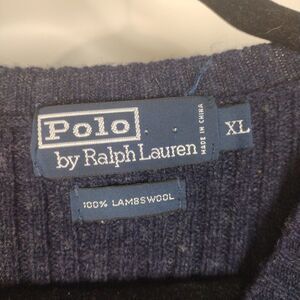 Polo
by Ralph Lauren
MADE IN CHINA
XL
100% LAMBSWOOL